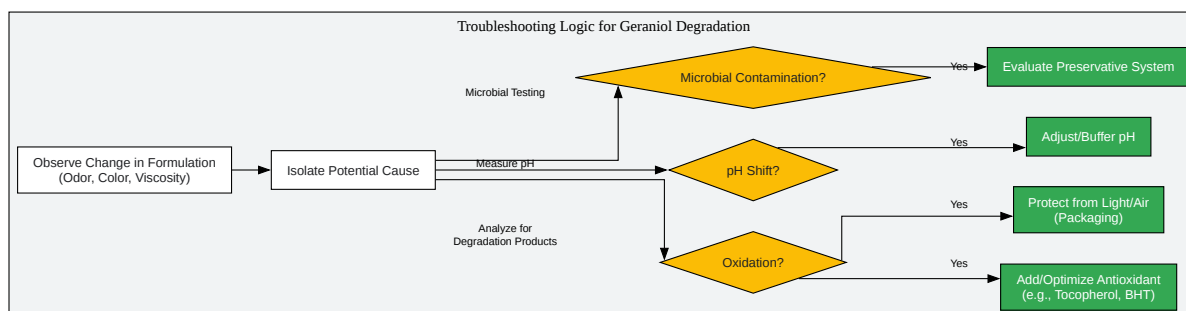 Troubleshooting Logic for Geraniol Degradation
Observe Change in Formulation
(Odor, Color, Viscosity)
Isolate Potential Cause
Microbial Testing
Measure pH
Analyze for
Degradation Products
Microbial Contamination?
Yes
Evaluate Preservative System
pH Shift?
Yes
Adjust/Buffer pH
Oxidation?
Yes
Protect from Light/Air
(Packaging)
Yes
Add/Optimize Antioxidant
(e.g., Tocopherol, BHT)